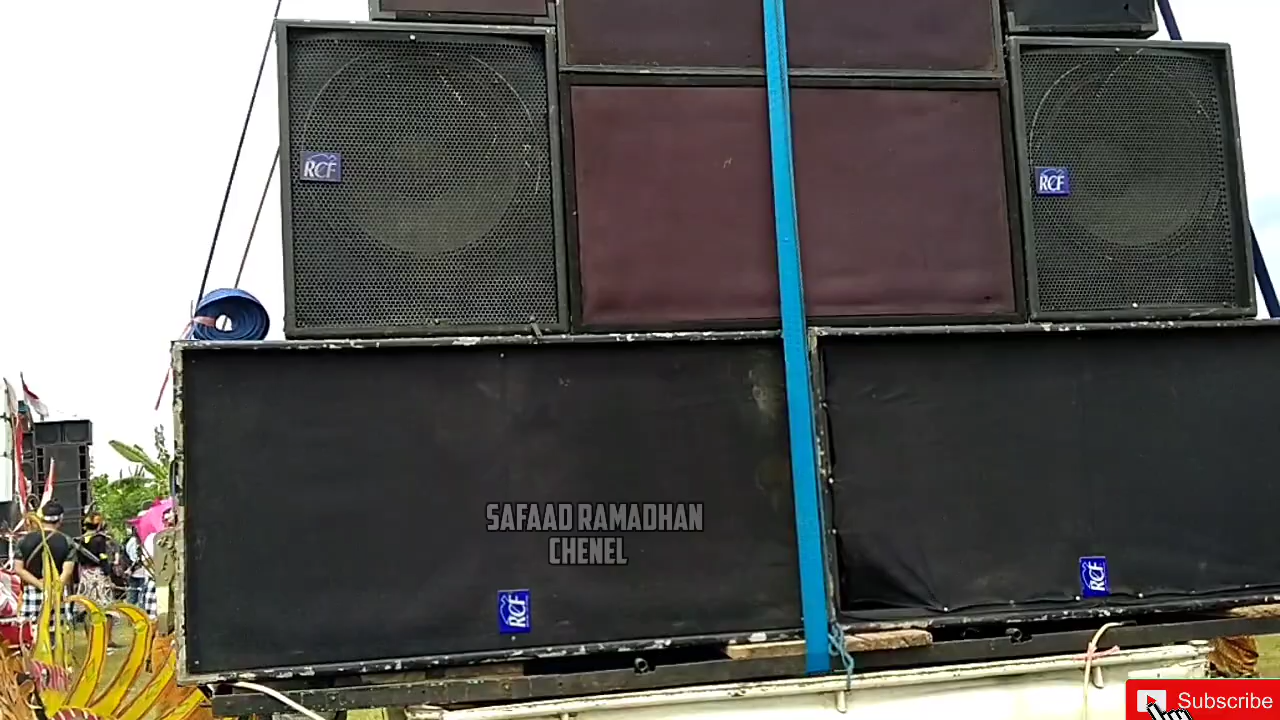 RCF
RCF
SAFAAD RAMADHAN
CHENEL
RCF
RCF
Subscribe